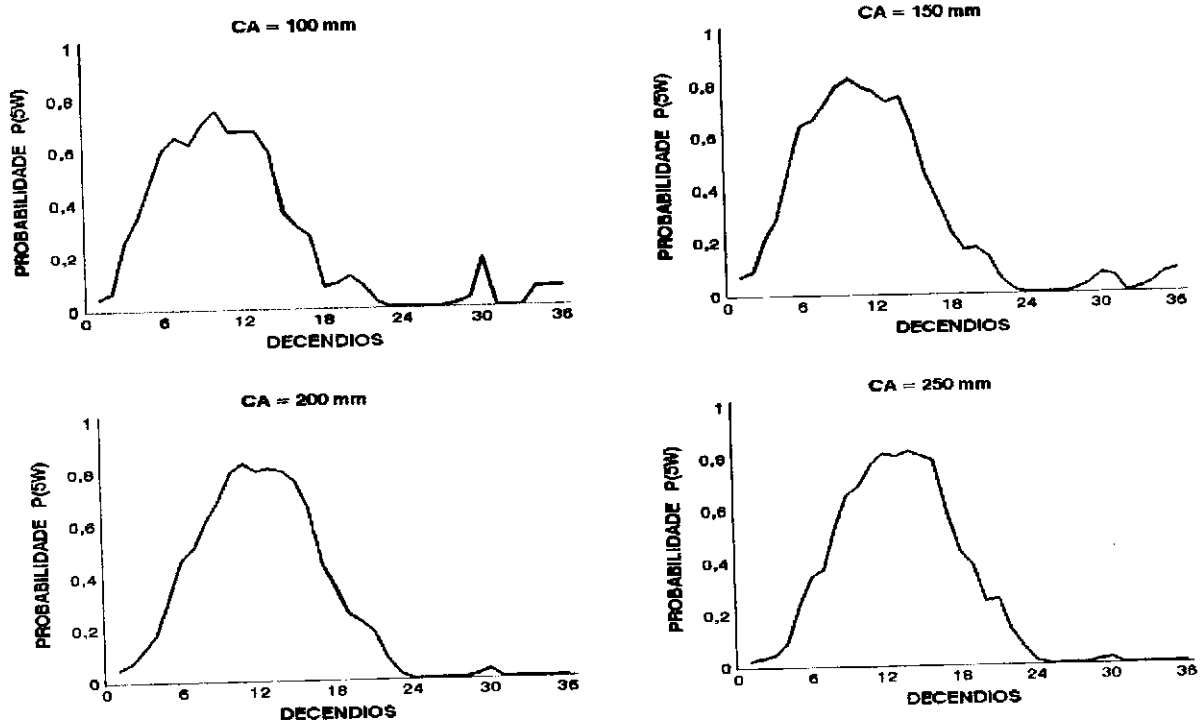 CA = 100 mm
PROBABILIDADE P(5W)
1
0,8
0,6
0,4
0,2
0
0 6 12 18 24 30 36
DECENDIOS
CA = 150 mm
PROBABILIDADE P(5W)
1
0,8
0,6
0,4
0,2
0
0 6 12 18 24 30 36
DECENDIOS
CA = 200 mm
PROBABILIDADE P(5W)
1
0,8
0,6
0,4
0,2
0
0 6 12 18 24 30 36
DECENDIOS
CA = 250 mm
PROBABILIDADE P(5W)
1
0,8
0,6
0,4
0,2
0
0 6 12 18 24 30 36
DECENDIOS